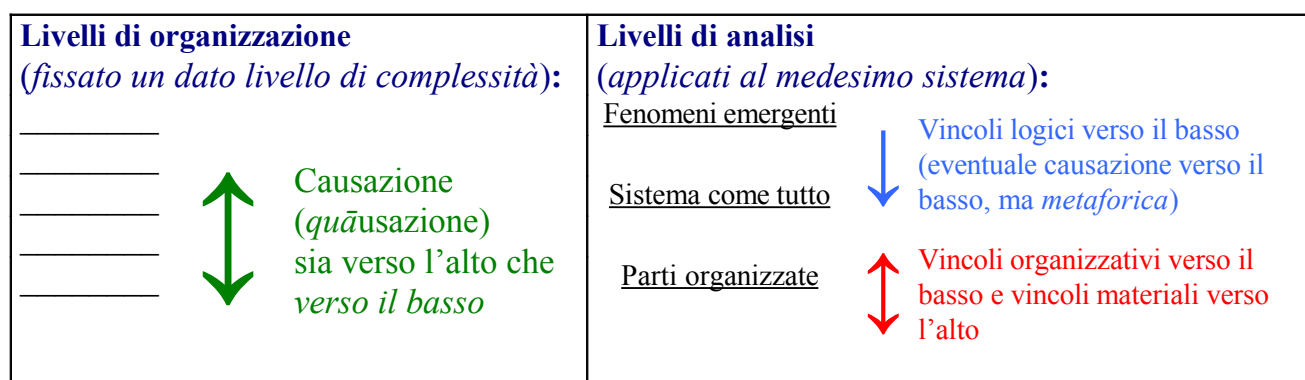 Livelli di organizzazione
(fissato un dato livello di complessità):
Causazione
(quāusazione)
sia verso l’alto che
verso il basso
Livelli di analisi
(applicati al medesimo sistema):
Fenomeni emergenti
Vincoli logici verso il basso
(eventuale causazione verso il
basso, ma metaforica)
Sistema come tutto
Parti organizzate
Vincoli organizzativi verso il
basso e vincoli materiali verso
l’alto